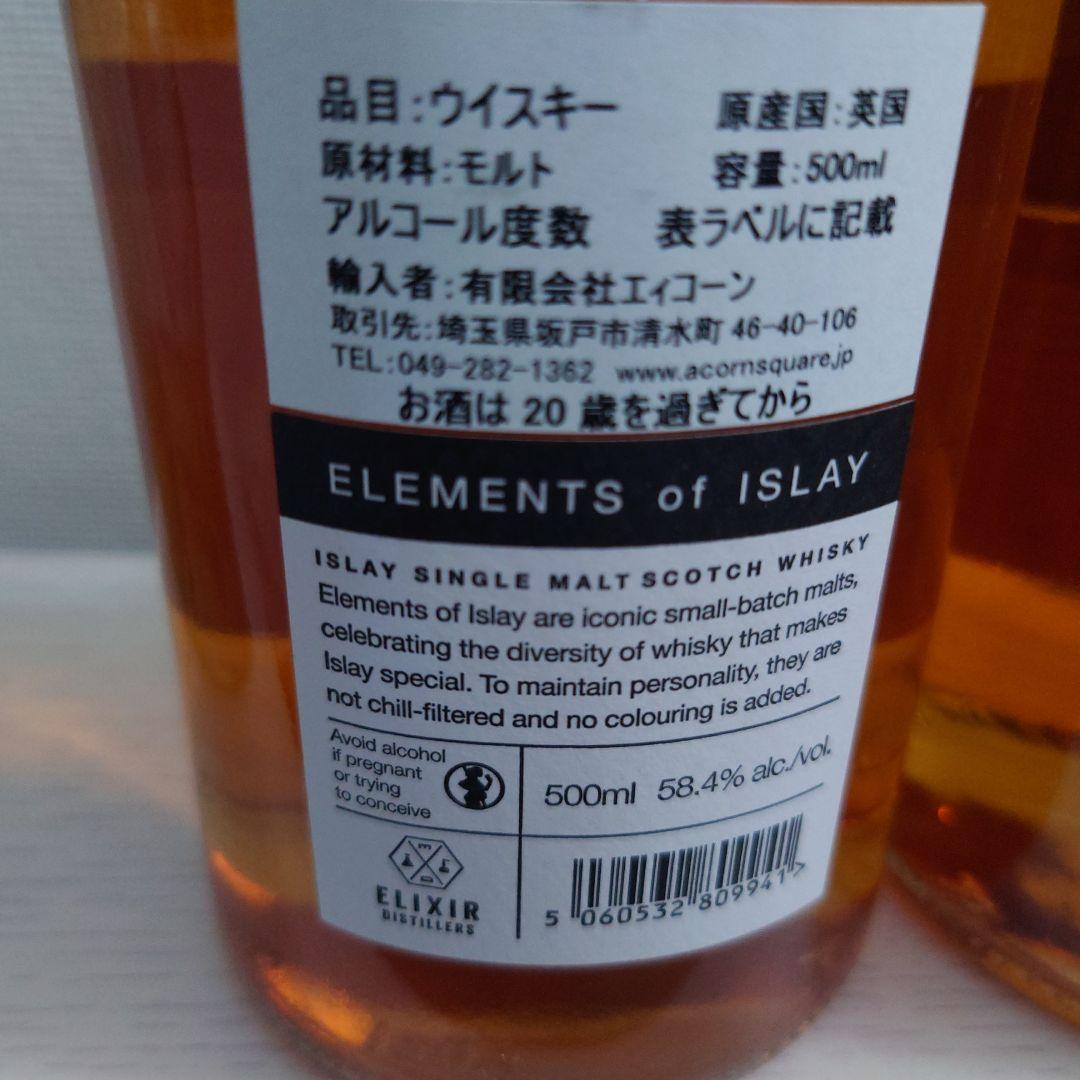 品目:ウイスキー 原産国:英国
原材料:モルト 容量:500ml
アルコール度数 表ラベルに記載
輸入者:有限会社エィコーン
取引先:埼玉県坂戸市清水町 46-40-106
TEL:049-282-1362 www.acornsquare.jp
お酒は 20 歳を過ぎてから
ELEMENTS of ISLAY
ISLAY SINGLE MALT SCOTCH WHISKY
Elements of Islay are iconic small-batch malts,
celebrating the diversity of whisky that makes
Islay special. To maintain personality, they are
not chill-filtered and no colouring is added.
Avoid alcohol
if pregnant
or trying
to conceive
500ml 58.4% alc./vol.
ELIXIR
DISTILLERS
5 060532 809941 >